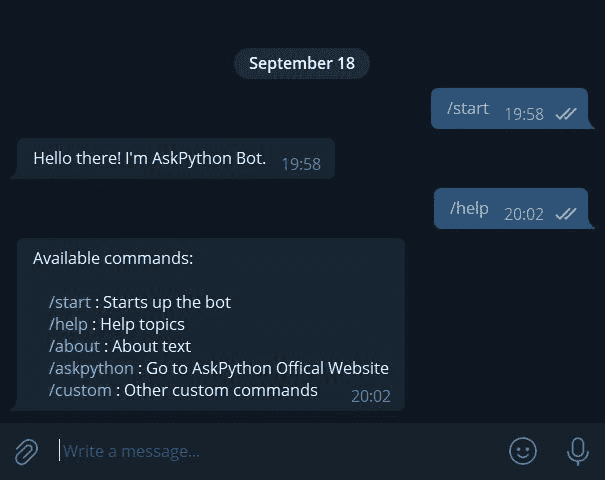 September 18
/start 19:58
Hello there! I'm AskPython Bot. 19:58
/help 20:02
Available commands:
/start : Starts up the bot
/help : Help topics
/about : About text
/askpython : Go to AskPython Offical Website
/custom : Other custom commands 20:02
Write a message...